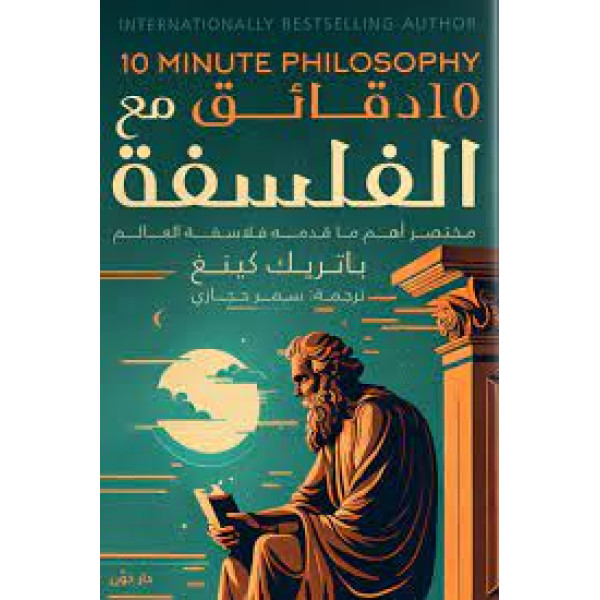 INTERNATIONALLY BESTSELLING AUTHOR
10 MINUTE PHILOSOPHY
10 دقائق مع
الفلسفة
مختصر أهم ما قدمه فلاسفة العالم
باتريك كينغ
ترجمة: سمر حجازي
دار دوّن